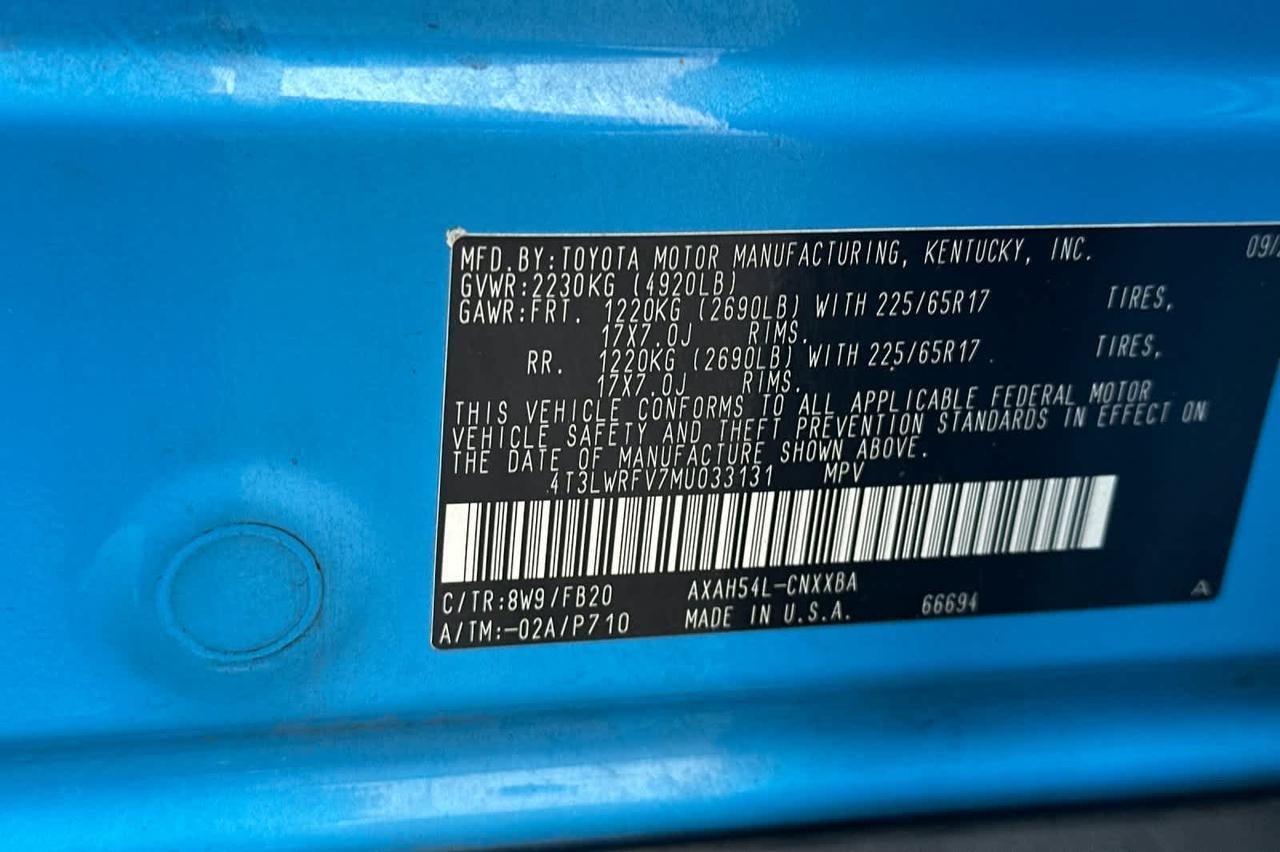 MFD.BY:TOYOTA MOTOR MANUFACTURING, KENTUCKY, INC. 09/
GVWR:2230KG (4920LB)
GAWR:FRT. 1220KG (2690LB) WITH 225/65R17 TIRES,
17X7.0J RIMS.
RR. 1220KG (2690LB) WITH 225/65R17 TIRES,
17X7.0J RIMS.
THIS VEHICLE CONFORMS TO ALL APPLICABLE FEDERAL MOTOR
VEHICLE SAFETY AND THEFT PREVENTION STANDARDS IN EFFECT ON
THE DATE OF MANUFACTURE SHOWN ABOVE.
4T3LWRFV7MU033131 MPV
C/TR:8W9/FB20 AXAH54L-CNXXBA
A/TM:-02A/P710 MADE IN U.S.A. 66694 A